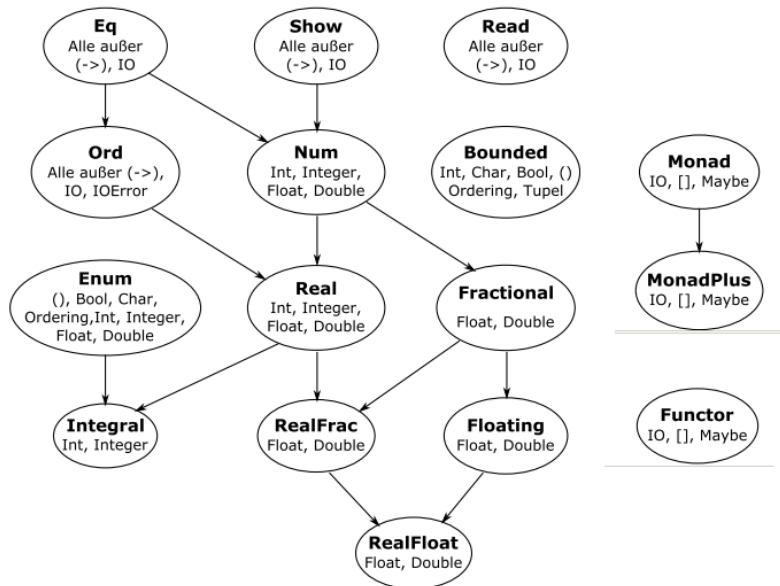 Eq
Alle außer
(->), IO
Show
Alle außer
(->), IO
Read
Alle außer
(->), IO
Ord
Alle außer (->),
IO, IOError
Num
Int, Integer,
Float, Double
Bounded
Int, Char, Bool, ()
Ordering, Tupel
Monad
IO, [], Maybe
Enum
(), Bool, Char,
Ordering,Int, Integer,
Float, Double
Real
Int, Integer,
Float, Double
Fractional
Float, Double
MonadPlus
IO, [], Maybe
Integral
Int, Integer
RealFrac
Float, Double
Floating
Float, Double
Functor
IO, [], Maybe
RealFloat
Float, Double